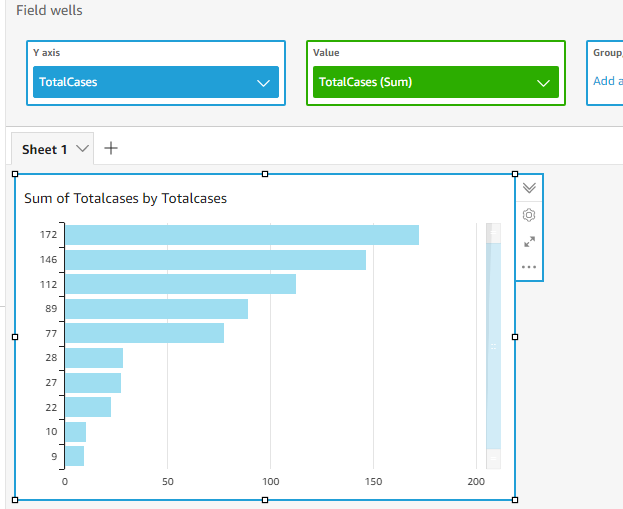 Field wells
Y axis
TotalCases
Value
TotalCases (Sum)
Group,
Add a
Sheet 1
Sum of Totalcases by Totalcases
172
146
112
89
77
28
27
22
10
9
0 50 100 150 200